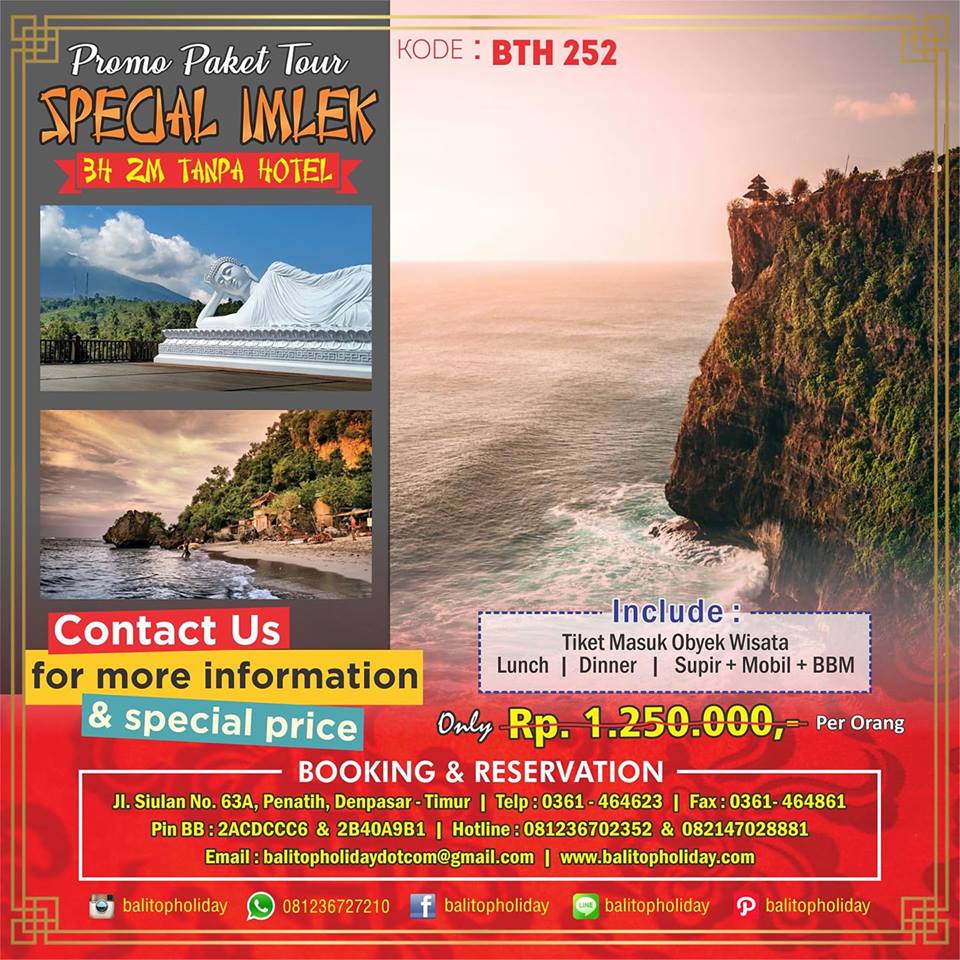 Promo Paket Tour
SPECIAL IMLEK
3H 2M TANPA HOTEL
KODE : BTH 252
Contact Us
for more information
& special price
Include :
Tiket Masuk Obyek Wisata
Lunch | Dinner | Supir + Mobil + BBM
Only Rp. 1.250.000,- Per Orang
BOOKING & RESERVATION
Jl. Siulan No. 63A, Penatih, Denpasar - Timur | Telp : 0361 - 464623 | Fax : 0361- 464861
Pin BB : 2ACDCCC6 & 2B40A9B1 | Hotline : 081236702352 & 082147028881
Email : balitopholidaydotcom@gmail.com | www.balitopholiday.com
balitopholiday 081236727210 balitopholiday LINE balitopholiday balitopholiday